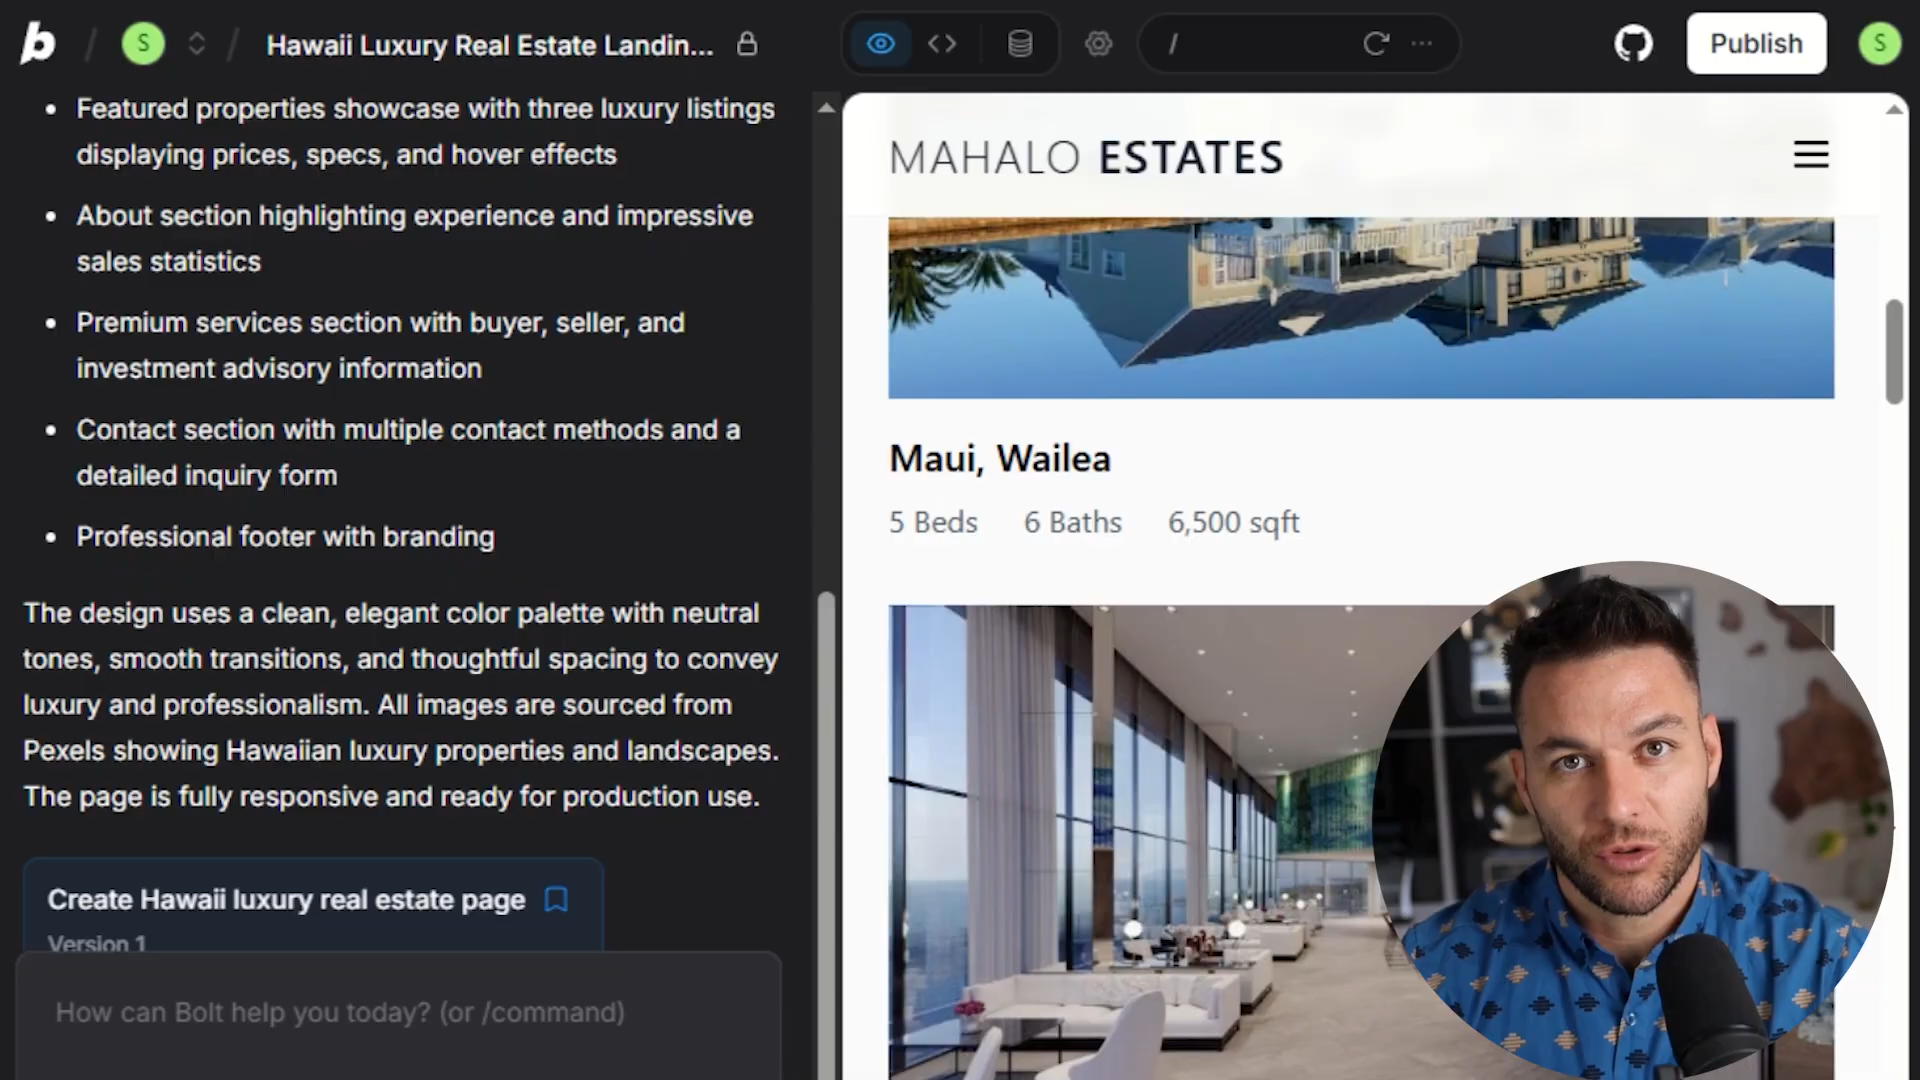 b / S / Hawaii Luxury Real Estate Landin... / Publish S
Featured properties showcase with three luxury listings
displaying prices, specs, and hover effects
About section highlighting experience and impressive
sales statistics
Premium services section with buyer, seller, and
investment advisory information
Contact section with multiple contact methods and a
detailed inquiry form
Professional footer with branding
The design uses a clean, elegant color palette with neutral
tones, smooth transitions, and thoughtful spacing to convey
luxury and professionalism. All images are sourced from
Pexels showing Hawaiian luxury properties and landscapes.
The page is fully responsive and ready for production use.
Create Hawaii luxury real estate page
Version 1
How can Bolt help you today? (or /command)
MAHALO ESTATES
Maui, Wailea
5 Beds 6 Baths 6,500 sqft